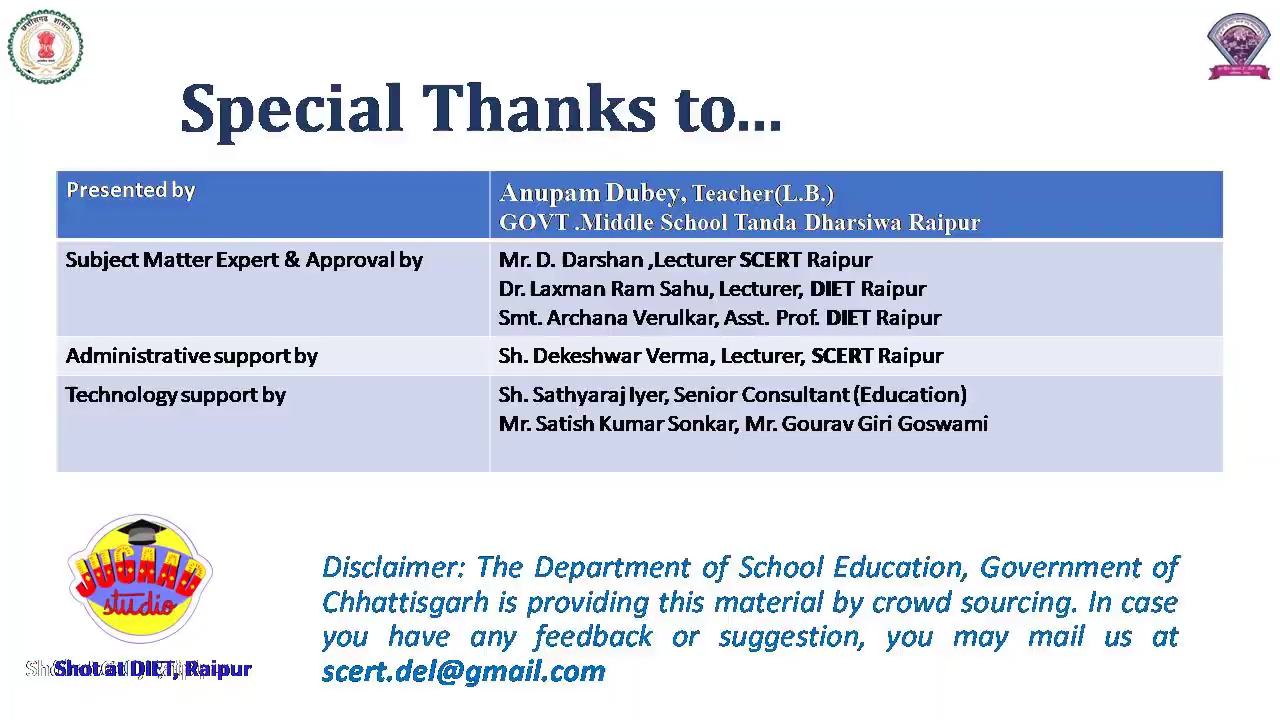 Special Thanks to...
Presented by
Anupam Dubey, Teacher(L.B.)
GOVT .Middle School Tanda Dharsiwa Raipur
Subject Matter Expert & Approval by
Mr. D. Darshan ,Lecturer SCERT Raipur
Dr. Laxman Ram Sahu, Lecturer, DIET Raipur
Smt. Archana Verulkar, Asst. Prof. DIET Raipur
Administrative support by
Sh. Dekeshwar Verma, Lecturer, SCERT Raipur
Technology support by
Sh. Sathyaraj Iyer, Senior Consultant (Education)
Mr. Satish Kumar Sonkar, Mr. Gourav Giri Goswami
JUGAAD
studio
Shot at DIET, Raipur
Disclaimer: The Department of School Education, Government of
Chhattisgarh is providing this material by crowd sourcing. In case
you have any feedback or suggestion, you may mail us at
scert.del@gmail.com